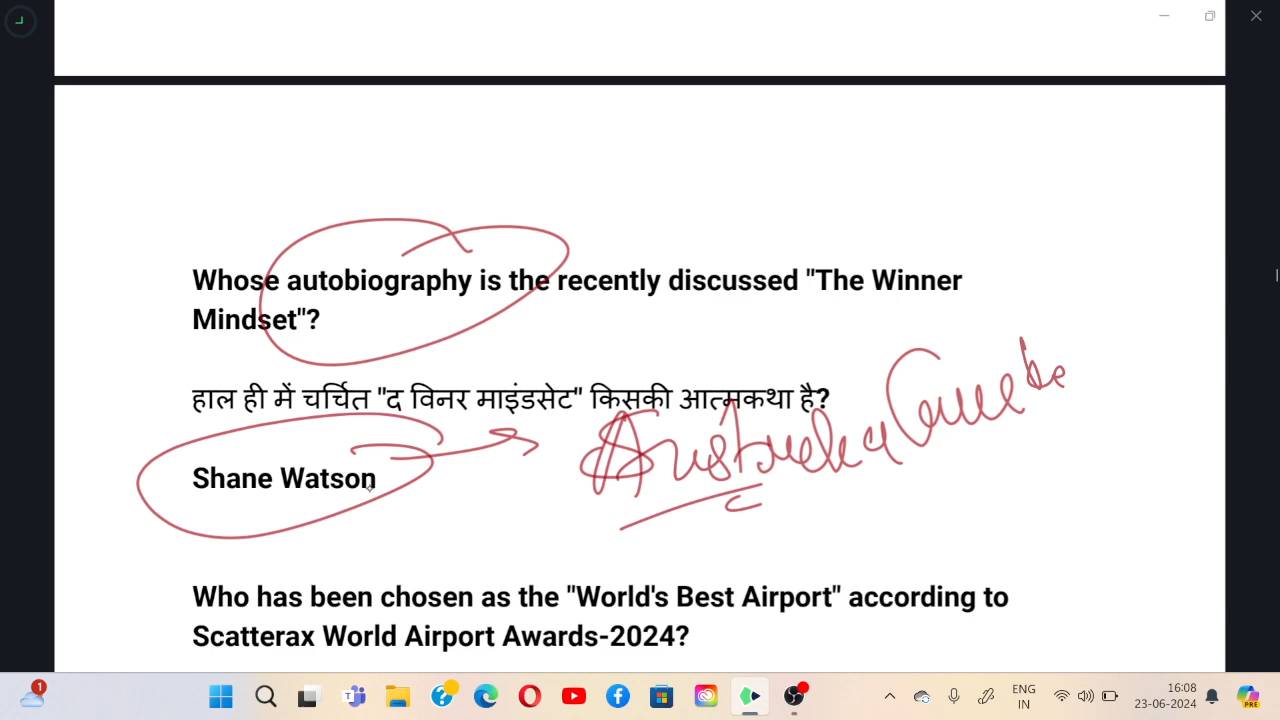 Whose autobiography is the recently discussed "The Winner
Mindset"?
हाल ही में चर्चित "द विनर माइंडसेट" किसकी आत्मकथा है?
Shane Watson
Who has been chosen as the "World's Best Airport" according to
Scatterax World Airport Awards-2024?
1
ENG
IN
16:08
23-06-2024
PRE